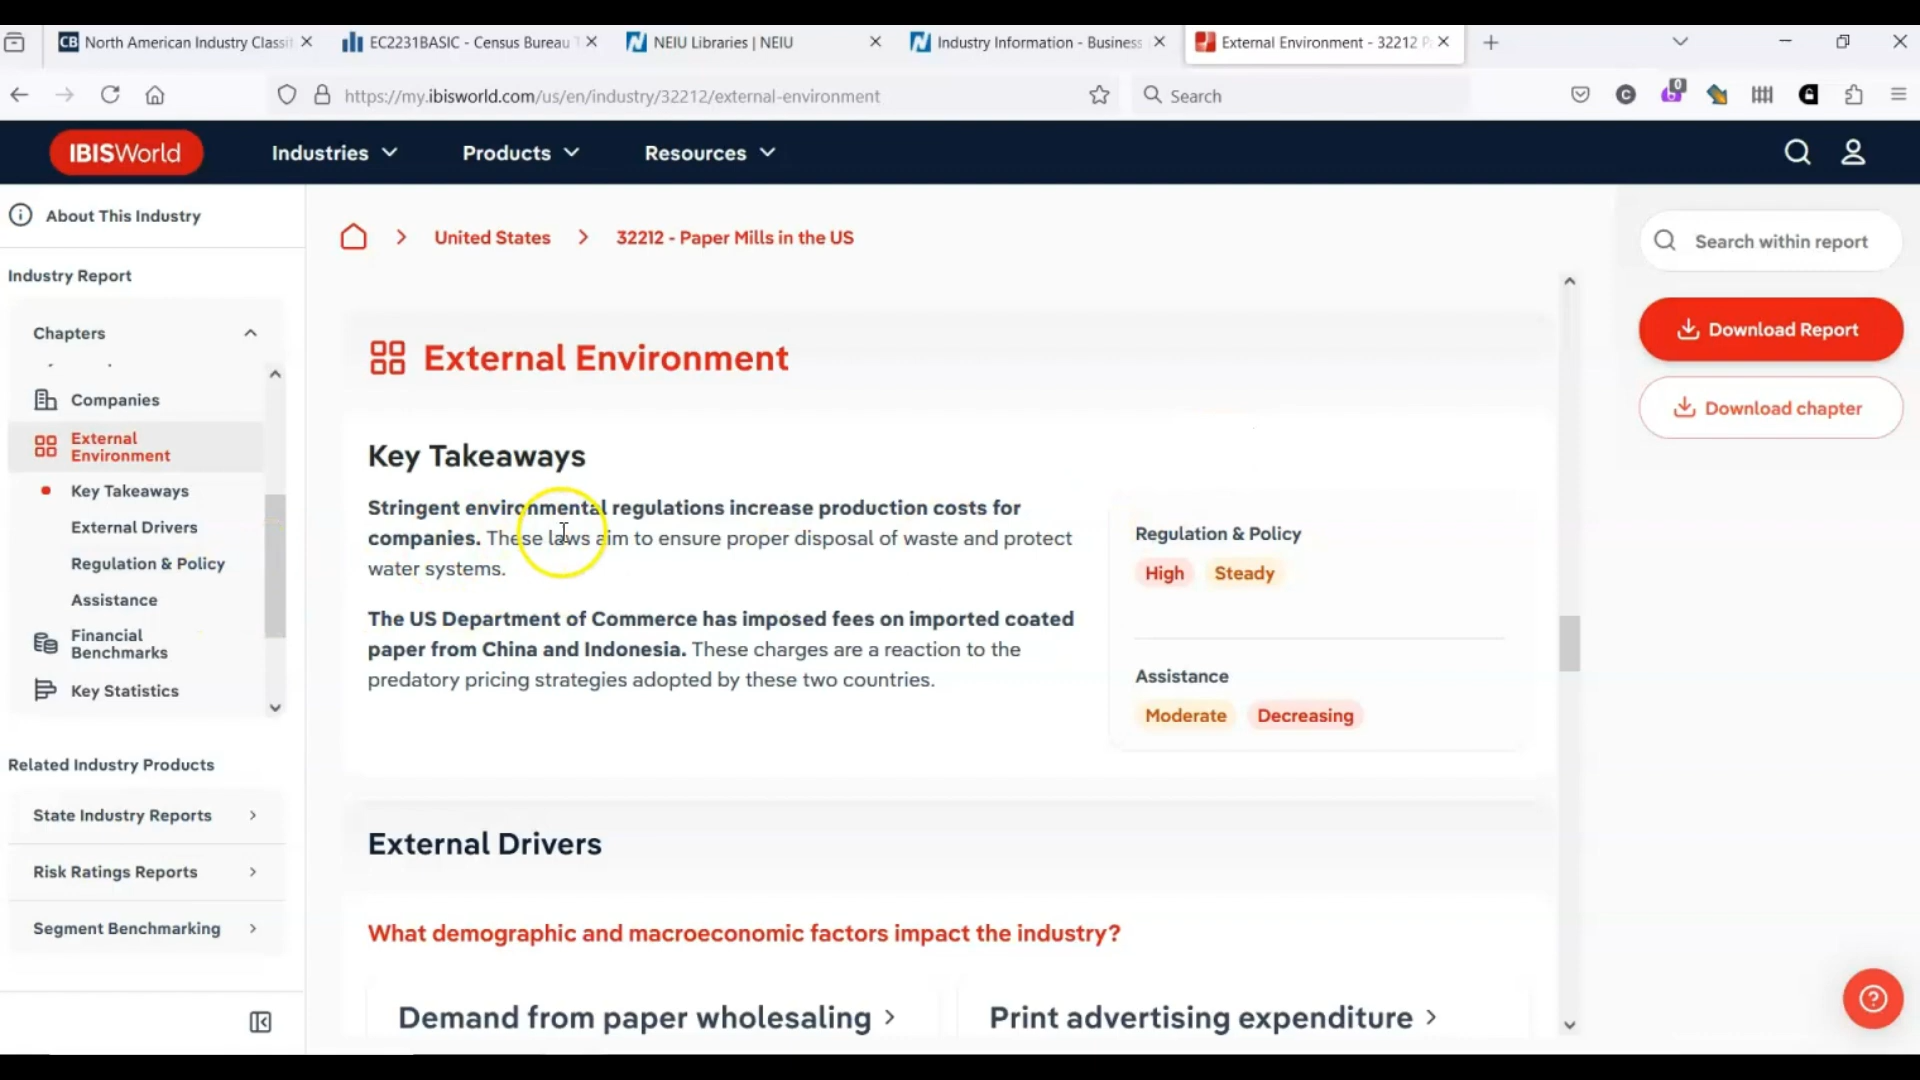 North American Industry Classifi
EC2231BASIC - Census Bureau T
NEIU Libraries | NEIU
Industry Information - Business
External Environment - 32212 P
https://my.ibisworld.com/us/en/industry/32212/external-environment
Search
0
IBISWorld
Industries
Products
Resources
About This Industry
United States
32212 - Paper Mills in the US
Search within report
Industry Report
Download Report
Chapters
Download chapter
Companies
External
Environment
Key Takeaways
External Drivers
Regulation & Policy
Assistance
Financial
Benchmarks
Key Statistics
Related Industry Products
State Industry Reports
Risk Ratings Reports
Segment Benchmarking
External Environment
Key Takeaways
Stringent environmental regulations increase production costs for
companies. These laws aim to ensure proper disposal of waste and protect
water systems.
The US Department of Commerce has imposed fees on imported coated
paper from China and Indonesia. These charges are a reaction to the
predatory pricing strategies adopted by these two countries.
Regulation & Policy
High Steady
Assistance
Moderate Decreasing
External Drivers
What demographic and macroeconomic factors impact the industry?
Demand from paper wholesaling
Print advertising expenditure